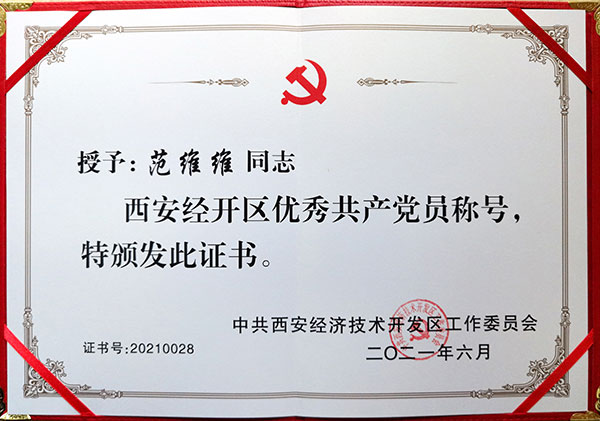 授予：范维维同志
西安经开区优秀共产党员称号，
特颁发此证书。
中共西安经济技术开发区工作委员会
证书号:20210028
二〇二一年六月